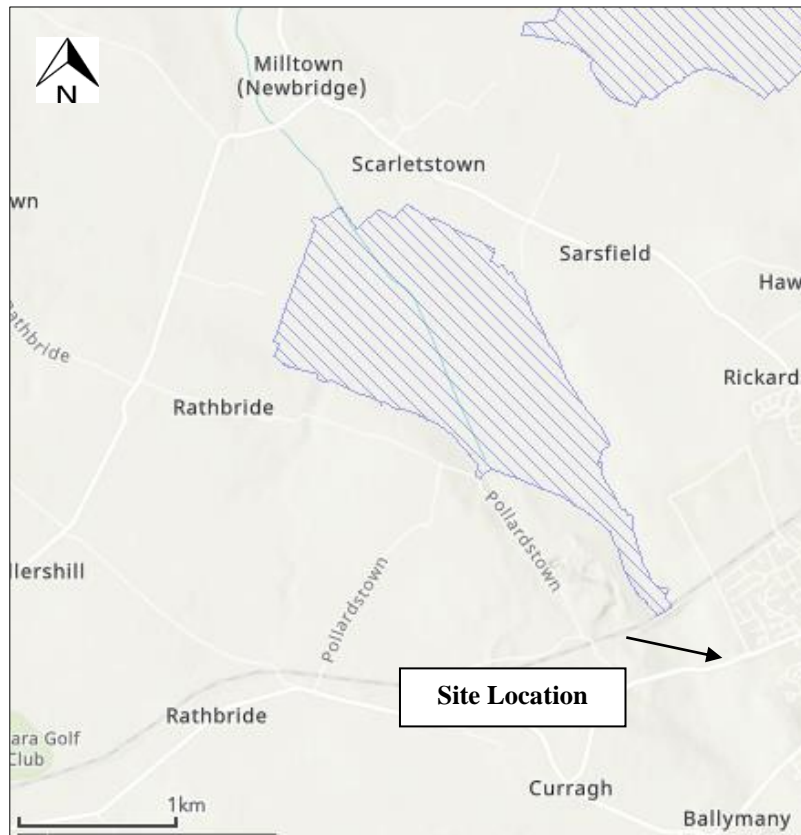 N
Milltown
(Newbridge)
Scarletstown
wn
Sarsfield
Haw
Rathbride
Rickard
Rathbride
Pollardstown
llershill
Pollardstown
Site Location
Rathbride
ara Golf
Club
Curragh
1km
Ballymany